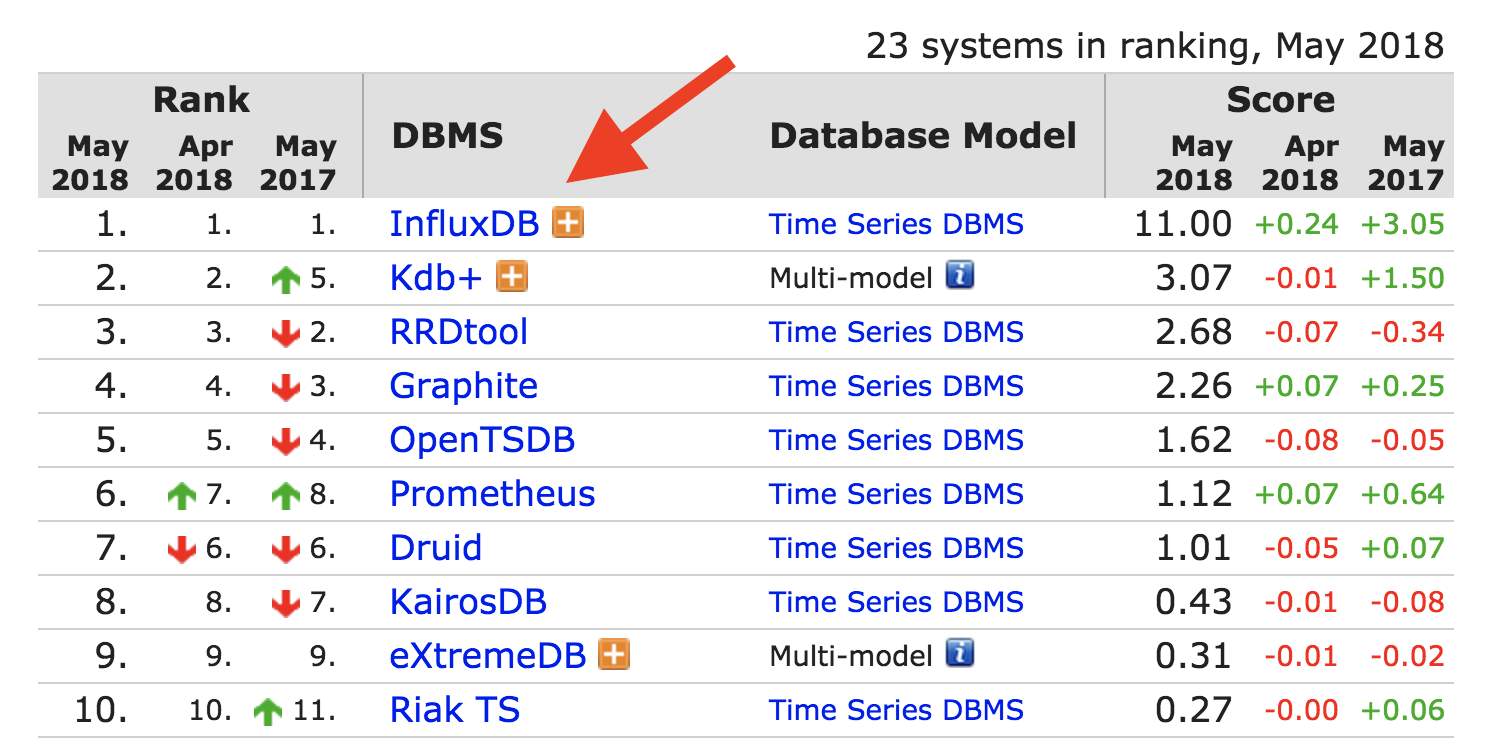 23 systems in ranking, May 2018
Rank DBMS Database Model Score
May 2018 Apr 2018 May 2017 May 2018 Apr 2018 May 2017
1. 1. 1. InfluxDB Time Series DBMS 11.00 +0.24 +3.05
2. 2. 5. Kdb+ Multi-model 3.07 -0.01 +1.50
3. 3. 2. RRDtool Time Series DBMS 2.68 -0.07 -0.34
4. 4. 3. Graphite Time Series DBMS 2.26 +0.07 +0.25
5. 5. 4. OpenTSDB Time Series DBMS 1.62 -0.08 -0.05
6. 7. 8. Prometheus Time Series DBMS 1.12 +0.07 +0.64
7. 6. 6. Druid Time Series DBMS 1.01 -0.05 +0.07
8. 8. 7. KairosDB Time Series DBMS 0.43 -0.01 -0.08
9. 9. 9. eXtremeDB Multi-model 0.31 -0.01 -0.02
10. 10. 11. Riak TS Time Series DBMS 0.27 -0.00 +0.06